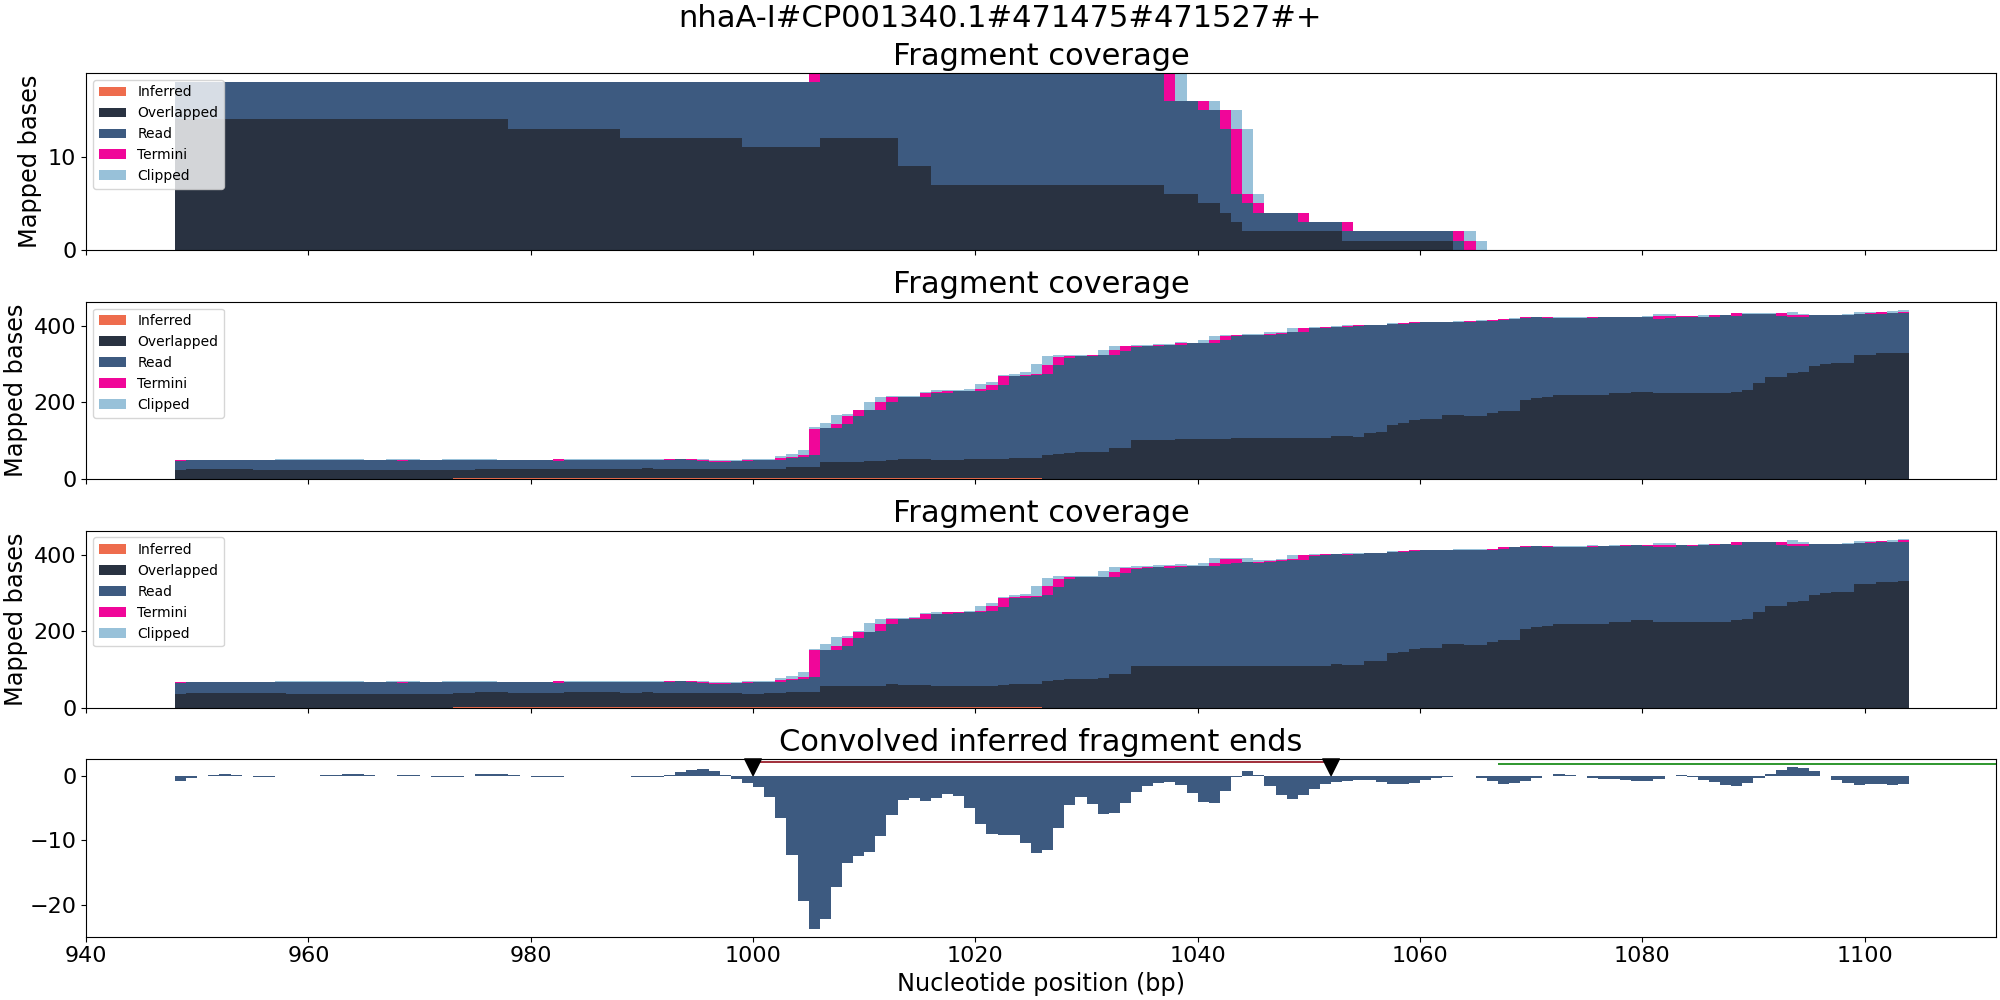 nhaA-I#CP001340.1#471475#471527#+
Fragment coverage
Mapped bases
10
0
Inferred
Overlapped
Read
Termini
Clipped
Fragment coverage
Mapped bases
400
200
0
Inferred
Overlapped
Read
Termini
Clipped
Fragment coverage
Mapped bases
400
200
0
Inferred
Overlapped
Read
Termini
Clipped
Convolved inferred fragment ends
0
−10
−20
940 960 980 1000 1020 1040 1060 1080 1100
Nucleotide position (bp)